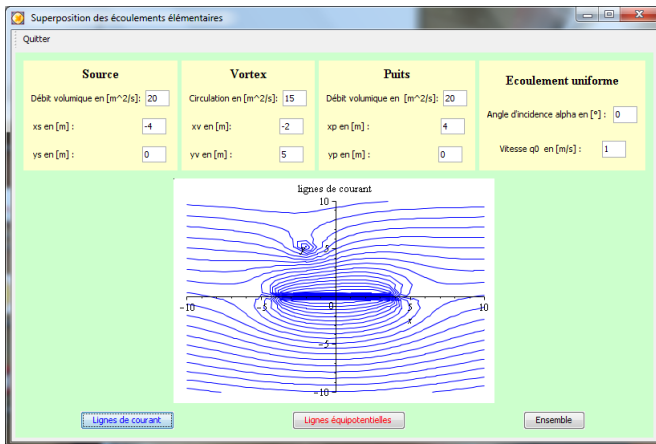 Superposition des écoulements élémentaires
Quitter
Source
Débit volumique en [m^2/s]: 20
xs en [m] : -4
ys en [m] : 0
Vortex
Circulation en [m^2/s]: 15
xv en [m]: -2
yv en [m] : 5
Puits
Débit volumique en [m^2/s]: 20
xp en [m] : 4
yp en [m] : 0
Ecoulement uniforme
Angle d'incidence alpha en [°] : 0
Vitesse q0 en [m/s] : 1
lignes de courant
10
5
-10 -5 0 5 10
x
-5
-10
Lignes de courant
Lignes équipotentielles
Ensemble